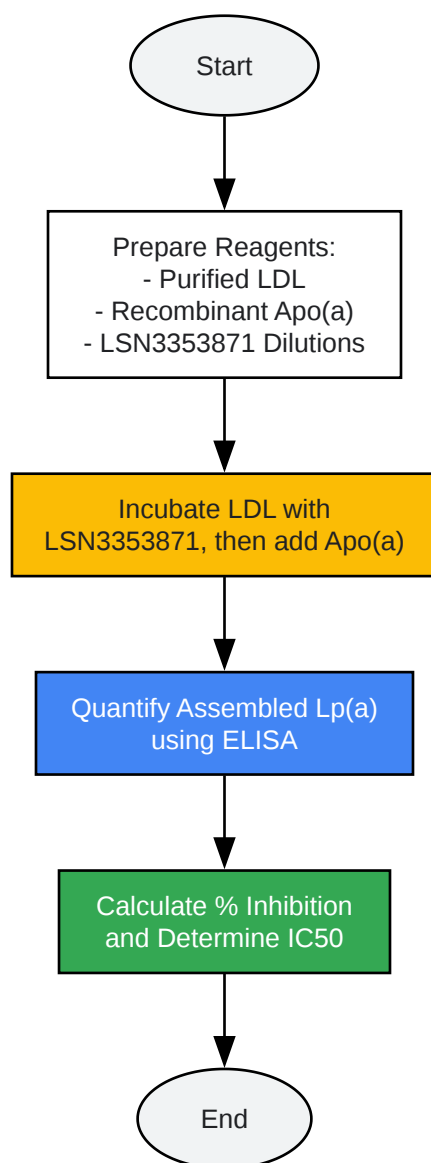 Start
Prepare Reagents:
- Purified LDL
- Recombinant Apo(a)
- LSN3353871 Dilutions
Incubate LDL with
LSN3353871, then add Apo(a)
Quantify Assembled Lp(a)
using ELISA
Calculate % Inhibition
and Determine IC50
End